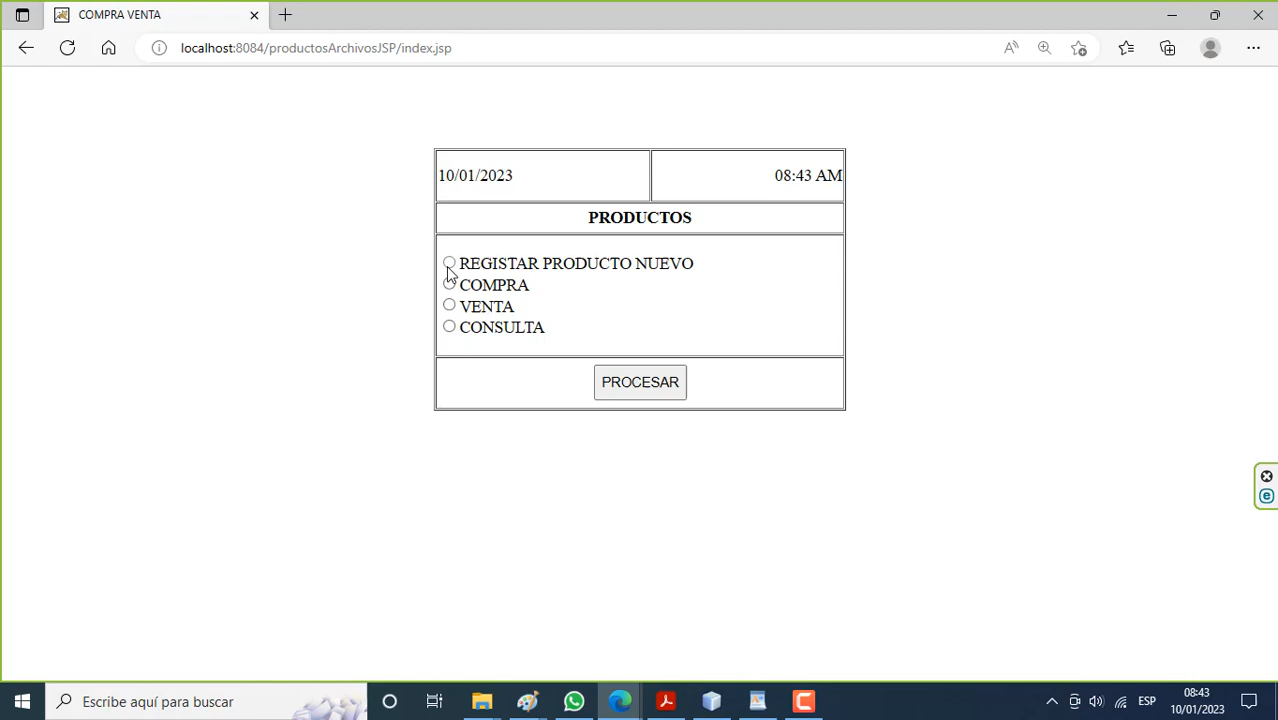 COMPRA VENTA
localhost:8084/productosArchivosJSP/index.jsp
10/01/2023 08:43 AM
PRODUCTOS
REGISTAR PRODUCTO NUEVO
COMPRA
VENTA
CONSULTA
PROCESAR
Escribe aquí para buscar
ESP
08:43
10/01/2023